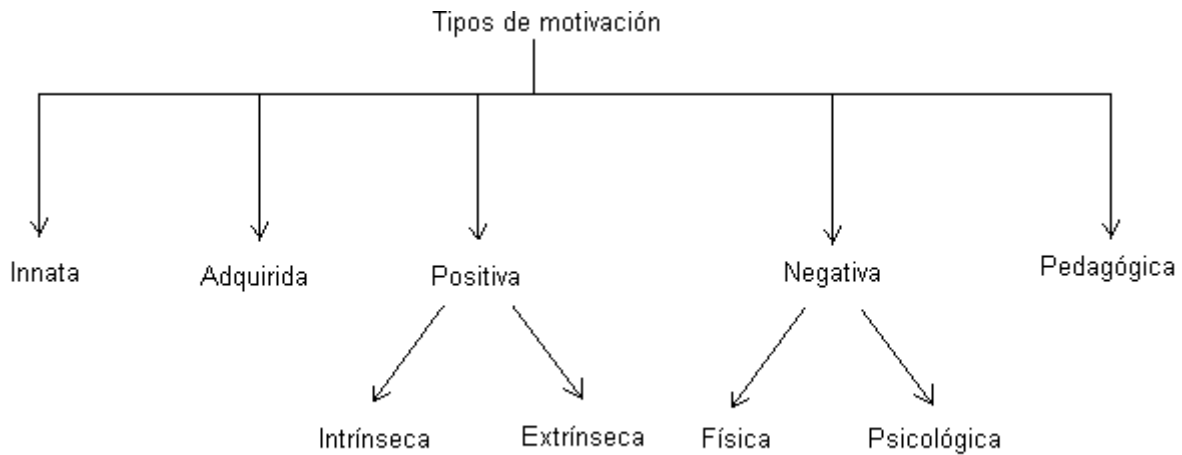 Tipos de motivación
Innata
Adquirida
Positiva
Negativa
Pedagógica
Intrínseca
Extrínseca
Física
Psicológica